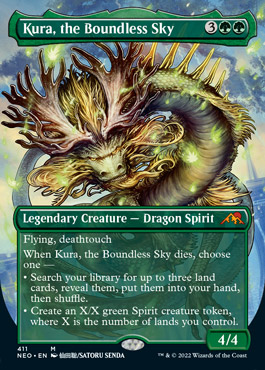 Kura, the Boundless Sky 3
Legendary Creature — Dragon Spirit
Flying, deathtouch
When Kura, the Boundless Sky dies, choose
one —
• Search your library for up to three land
cards, reveal them, put them into your hand,
then shuffle.
• Create an X/X green Spirit creature token,
where X is the number of lands you control.
4/4
411 M
NEO • EN SATORU SENDA
™ & © 2022 Wizards of the Coast